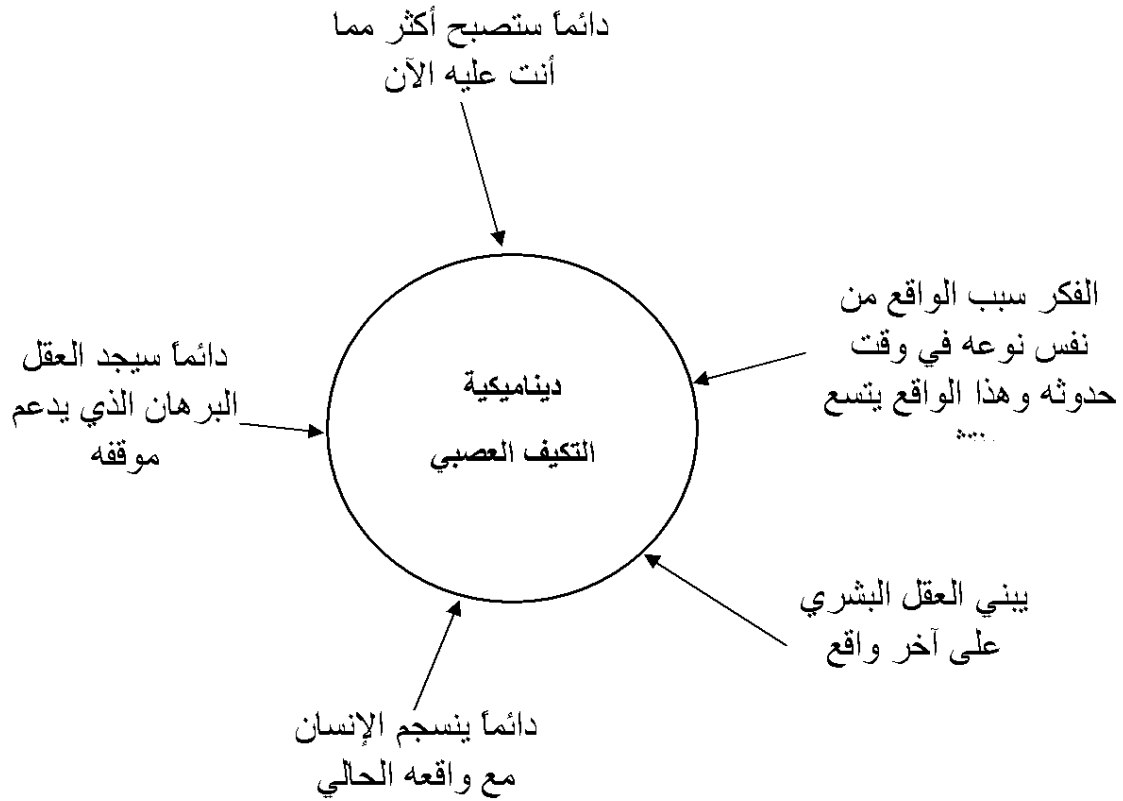 دائماً ستصبح أكثر مما
أنت عليه الآن
الفكر سبب الواقع من
نفس نوعه في وقت
حدوثه وهذا الواقع يتسع
دائماً سيجد العقل
البرهان الذي يدعم
موقفه
ديناميكية
التكيف العصبي
يبني العقل البشري
على آخر واقع
دائماً ينسجم الإنسان
مع واقعه الحالي